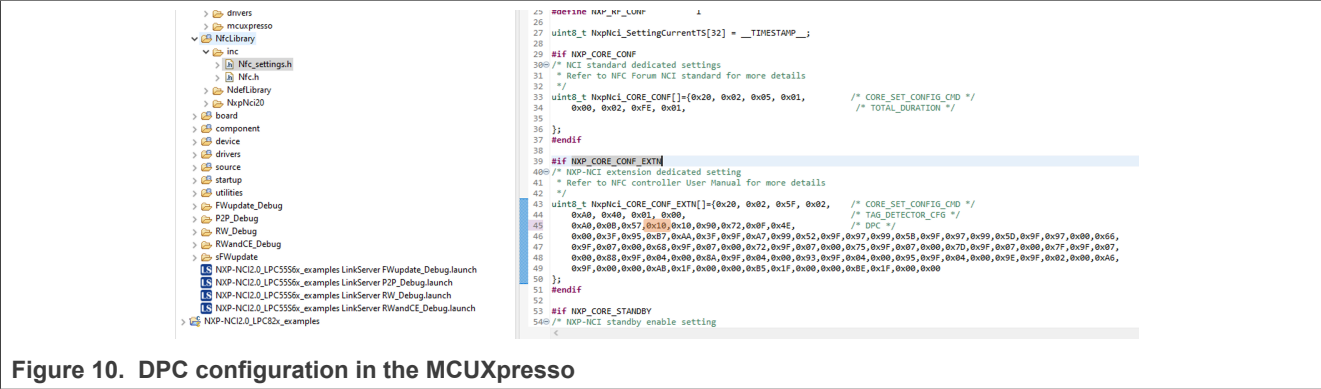 drivers
mcuxpresso
NfcLibrary
inc
Nfc_settings.h
Nfc.h
NdefLibrary
NxpNci20
board
component
device
drivers
source
startup
utilities
FWupdate_Debug
P2P_Debug
RW_Debug
RWandCE_Debug
sFWupdate
NXP-NCI2.0_LPC55S6x_examples LinkServer FWupdate_Debug.launch
NXP-NCI2.0_LPC55S6x_examples LinkServer P2P_Debug.launch
NXP-NCI2.0_LPC55S6x_examples LinkServer RW_Debug.launch
NXP-NCI2.0_LPC55S6x_examples LinkServer RWandCE_Debug.launch
NXP-NCI2.0_LPC82x_examples
25 #define NXP_RF_CONF 1
26
27 uint8_t NxpNci_SettingCurrentTS[32] = __TIMESTAMP__;
28
29 #if NXP_CORE_CONF
30 /* NCI standard dedicated settings
31 * Refer to NFC Forum NCI standard for more details
32 */
33 uint8_t NxpNci_CORE_CONF[]={0x20, 0x02, 0x05, 0x01, /* CORE_SET_CONFIG_CMD */
34 0x00, 0x02, 0xFE, 0x01, /* TOTAL_DURATION */
35
36 };
37 #endif
38
39 #if NXP_CORE_CONF_EXTN
40 /* NXP-NCI extension dedicated setting
41 * Refer to NFC controller User Manual for more details
42 */
43 uint8_t NxpNci_CORE_CONF_EXTN[]={0x20, 0x02, 0x5F, 0x02, /* CORE_SET_CONFIG_CMD */
44 0xA0, 0x40, 0x01, 0x00, /* TAG_DETECTOR_CFG */
45 0xA0,0x0B,0x57,0x10,0x10,0x90,0x72,0x0F,0x4E, /* DPC */
46 0x00,0x3F,0x95,0xB7,0xAA,0x3F,0x9F,0xA7,0x99,0x52,0x9F,0x97,0x99,0x5B,0x9F,0x97,0x99,0x5D,0x9F,0x97,0x00,0x66,
47 0x9F,0x07,0x00,0x68,0x9F,0x07,0x00,0x72,0x9F,0x07,0x00,0x75,0x9F,0x07,0x00,0x7D,0x9F,0x07,0x00,0x7F,0x9F,0x07,
48 0x00,0x88,0x9F,0x04,0x00,0x8A,0x9F,0x04,0x00,0x93,0x9F,0x04,0x00,0x95,0x9F,0x04,0x00,0x9E,0x9F,0x02,0x00,0xA6,
49 0x9F,0x00,0x00,0xAB,0x1F,0x00,0x00,0xB5,0x1F,0x00,0x00,0xBE,0x1F,0x00,0x00
50 };
51 #endif
52
53 #if NXP_CORE_STANDBY
54 /* NXP-NCI standby enable setting
Figure 10. DPC configuration in the MCUXpresso